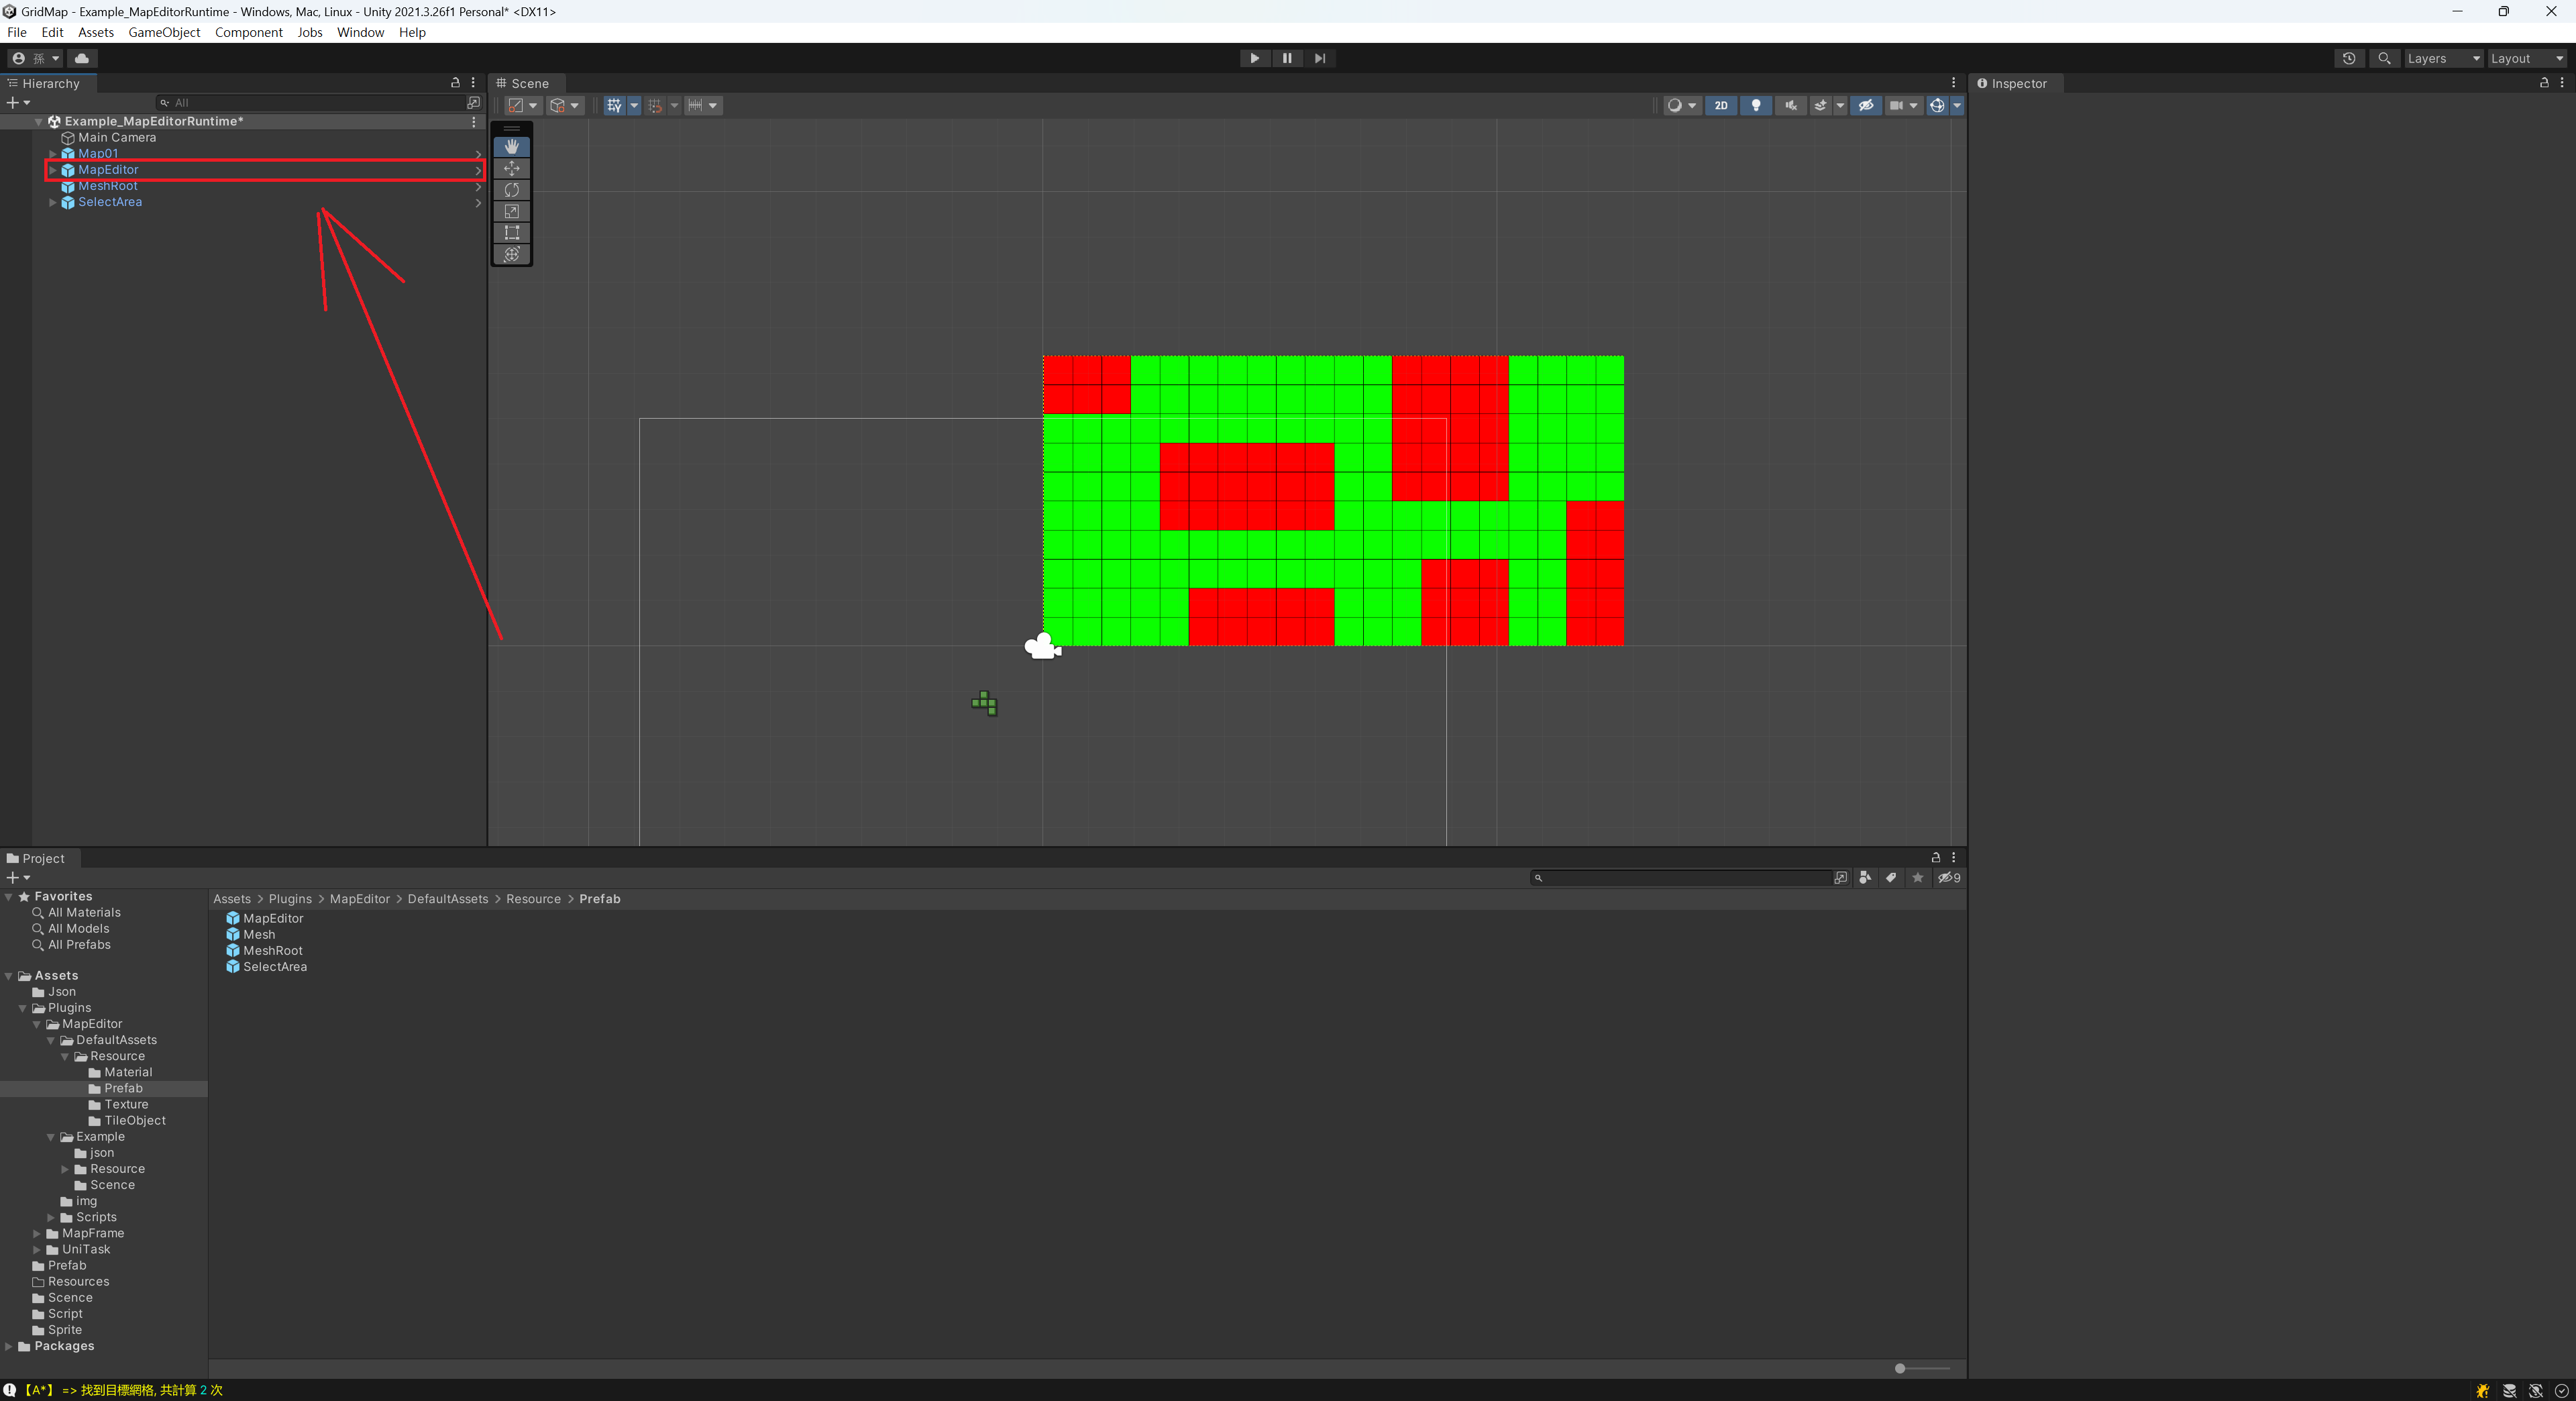 GridMap - Example_MapEditorRuntime - Windows, Mac, Linux - Unity 2021.3.26f1 Personal* <DX11>
File Edit Assets GameObject Component Jobs Window Help
孫
Layers
Layout
Hierarchy
All
Example_MapEditorRuntime*
Main Camera
Map01
MapEditor
MeshRoot
SelectArea
Scene
2D
Inspector
Project
9
Favorites
All Materials
All Models
All Prefabs
Assets
Json
Plugins
MapEditor
DefaultAssets
Resource
Material
Prefab
Texture
TileObject
Example
json
Resource
Scence
img
Scripts
MapFrame
UniTask
Prefab
Resources
Scence
Script
Sprite
Packages
Assets > Plugins > MapEditor > DefaultAssets > Resource > Prefab
MapEditor
Mesh
MeshRoot
SelectArea
【A*】 => 找到目標網格, 共計算 2 次